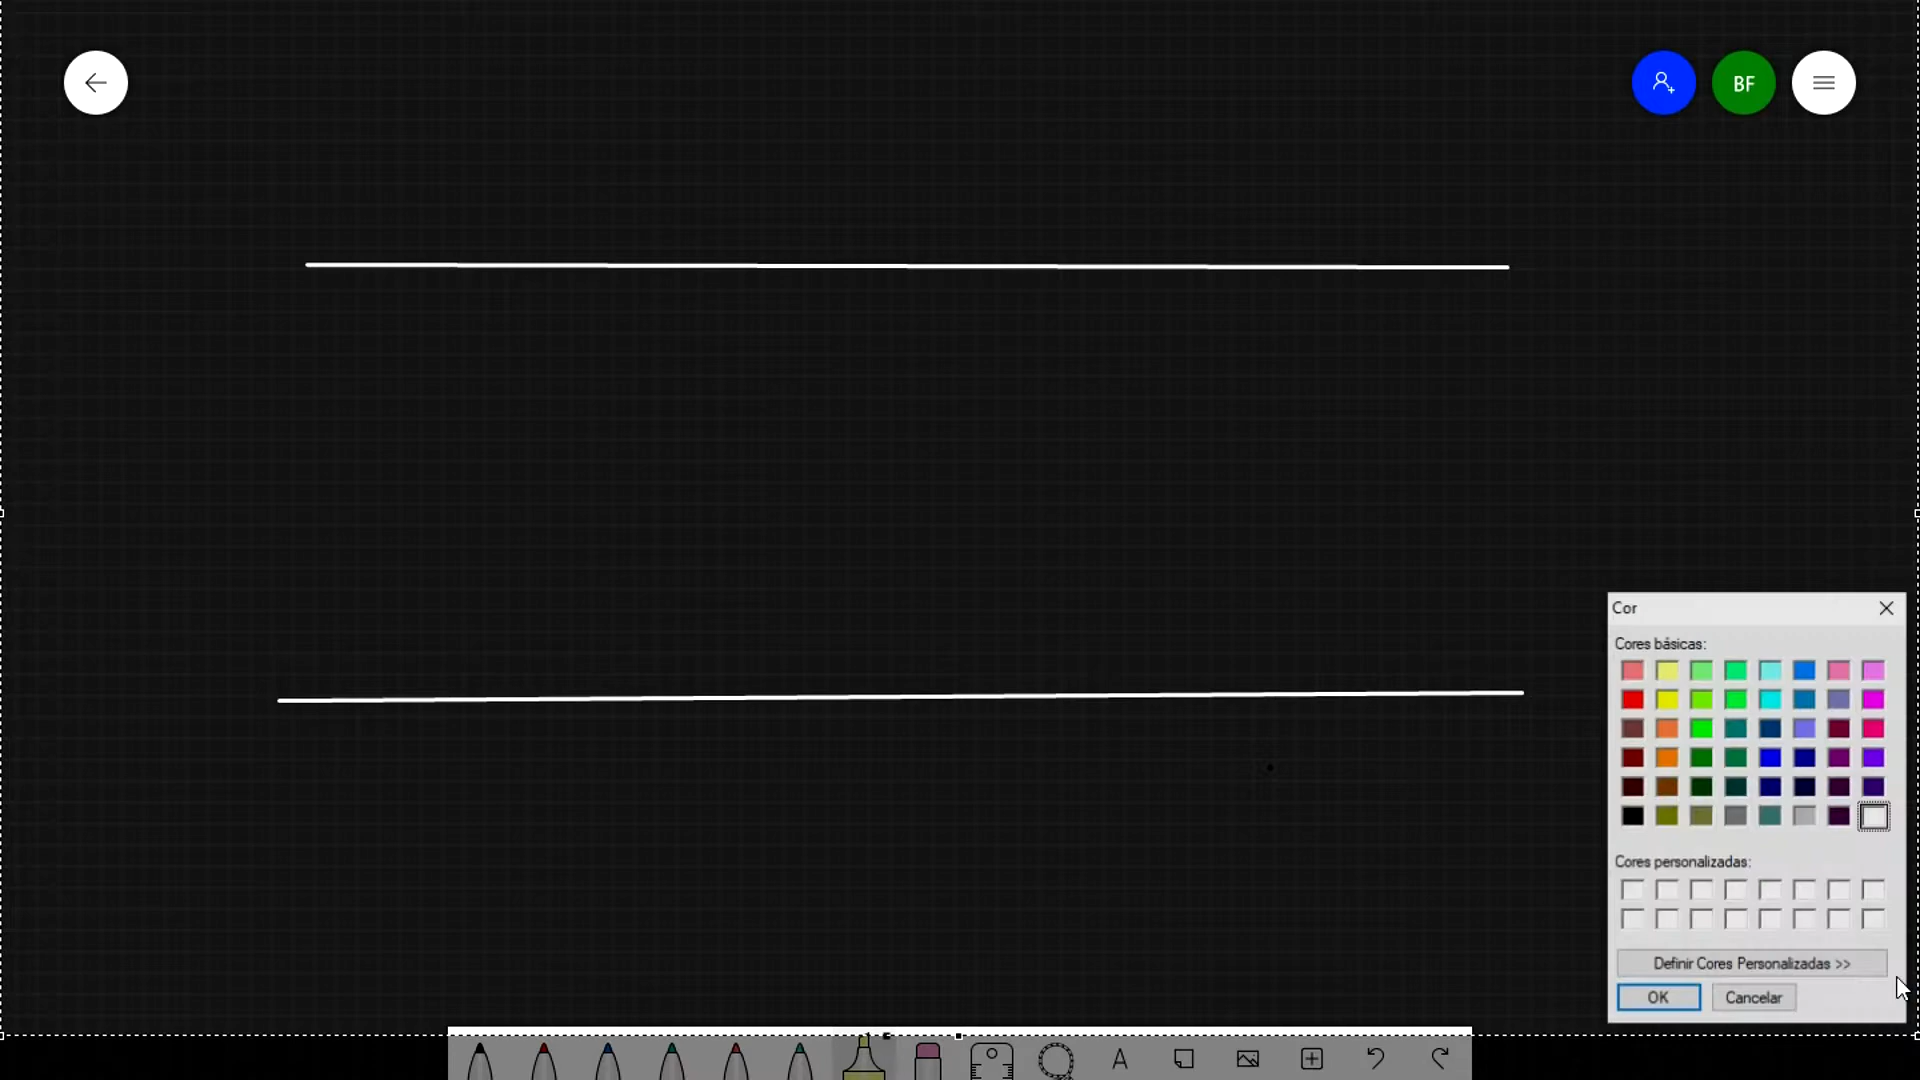 BF
Cor
Cores básicas:
Cores personalizadas:
Definir Cores Personalizadas >>
OK
Cancelar
A